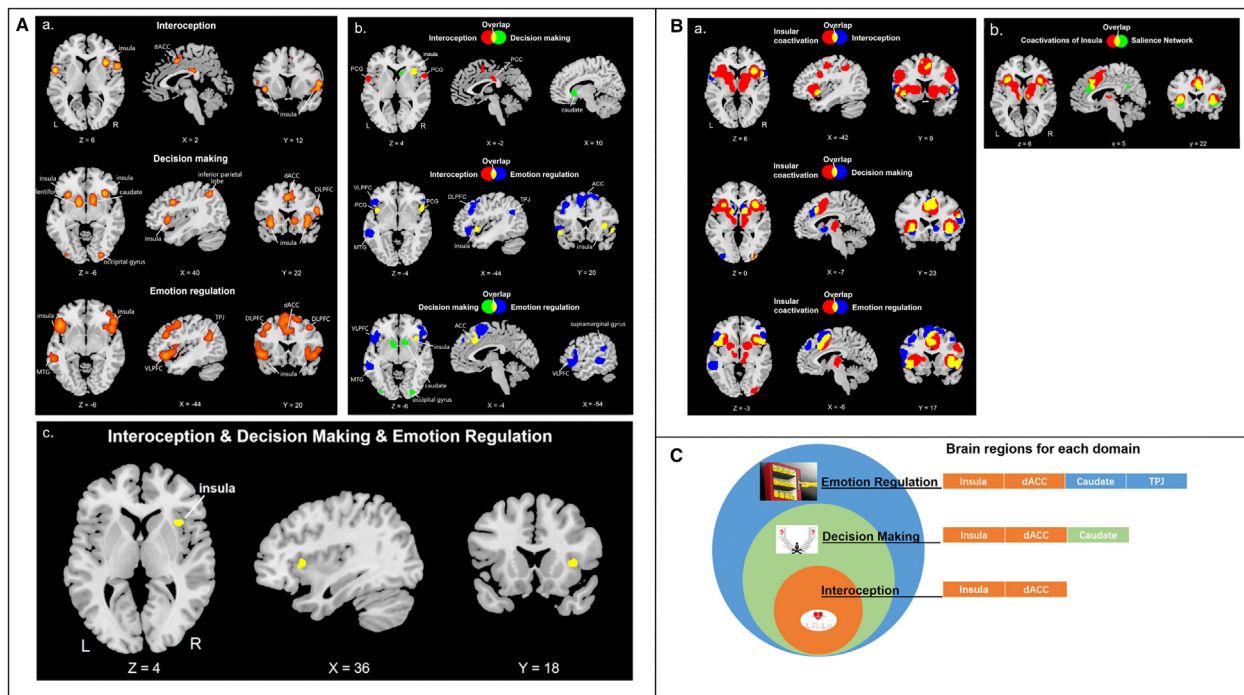 A
a.
Interoception
insula
dACC
insula
L
R
Z = 6
X = 2
Y = 12
Decision making
insula
insula
lentifor
caudate
inferior parietal
lobe
dACC
DLPFC
insula
insula
occipital gyrus
Z = -6
X = 40
Y = 22
Emotion regulation
insula
insula
TPJ
DLPFC
dACC
DLPFC
MTG
VLPFC
insula
Z = -6
X = -44
Y = 20
b.
Overlap
Interoception
Decision making
insula
PCG
PCG
PCC
caudate
L
R
Z = 4
X = -2
X = 10
Overlap
Interoception
Emotion regulation
VLPFC
PCG
PCG
DLPFC
TPJ
ACC
MTG
insula
insula
Z = -4
X = -44
Y = 20
Overlap
Decision making
Emotion regulation
VLPFC
ACC
supramarginal gyrus
insula
MTG
caudate
VLPFC
occipital gyrus
Z = -6
X = -4
X = -54
c.
Interoception & Decision Making & Emotion Regulation
insula
L
R
Z = 4
X = 36
Y = 18
B
a.
Overlap
Insular
coactivation
Interoception
L
R
Z = 6
X = -42
Y = 9
Overlap
Insular
coactivation
Decision making
Z = 0
X = -7
Y = 23
Overlap
Insular
coactivation
Emotion regulation
Z = -3
X = -6
Y = 17
b.
Overlap
Coactivations of Insula
Salience Network
L
R
z = 6
x = 5
y = 22
C
Brain regions for each domain
Emotion Regulation
Insula
dACC
Caudate
TPJ
Decision Making
Insula
dACC
Caudate
Interoception
Insula
dACC